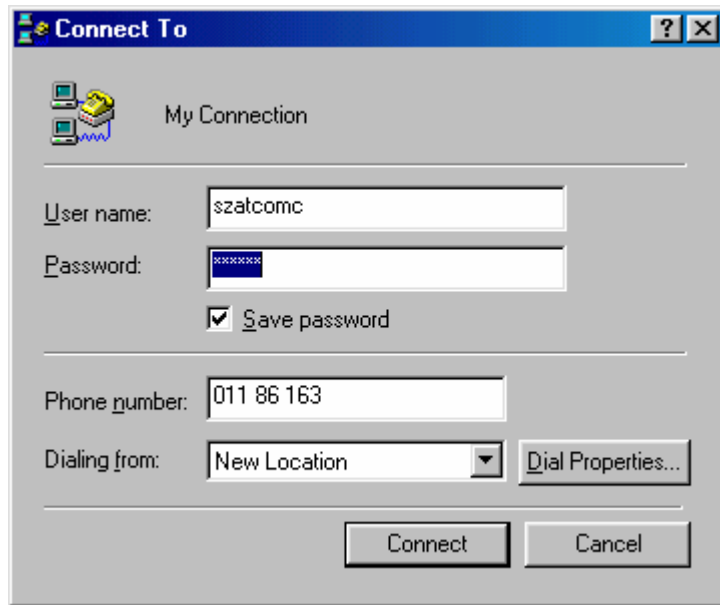 Connect To
My Connection
User name: szatcomc
Password: ******
Save password
Phone number: 011 86 163
Dialing from: New Location Dial Properties...
Connect Cancel